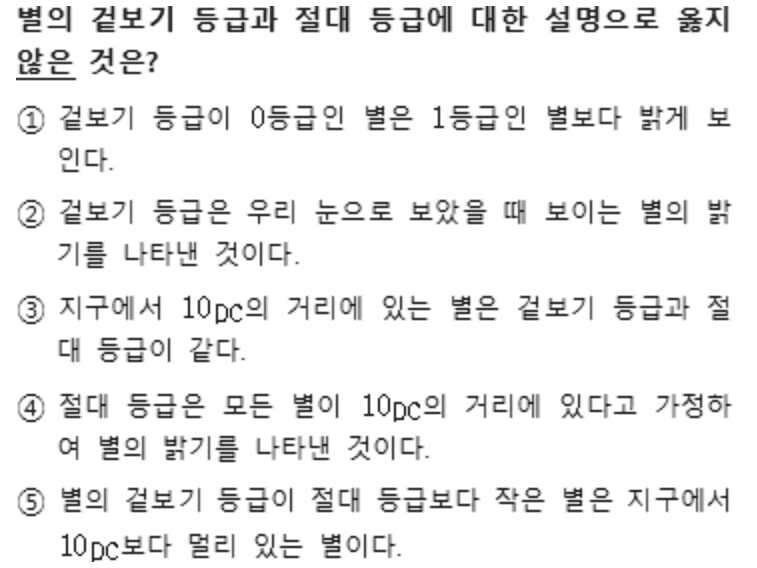 별의 겉보기 등급과 절대 등급에 대한 설명으로 옳지
않은 것은?
① 겉보기 등급이 0등급인 별은 1등급인 별보다 밝게 보
인다.
② 겉보기 등급은 우리 눈으로 보았을 때 보이는 별의 밝
기를 나타낸 것이다.
③ 지구에서 10pc의 거리에 있는 별은 겉보기 등급과 절
대 등급이 같다.
④ 절대 등급은 모든 별이 10pc의 거리에 있다고 가정하
여 별의 밝기를 나타낸 것이다.
⑤ 별의 겉보기 등급이 절대 등급보다 작은 별은 지구에서
10pc보다 멀리 있는 별이다.